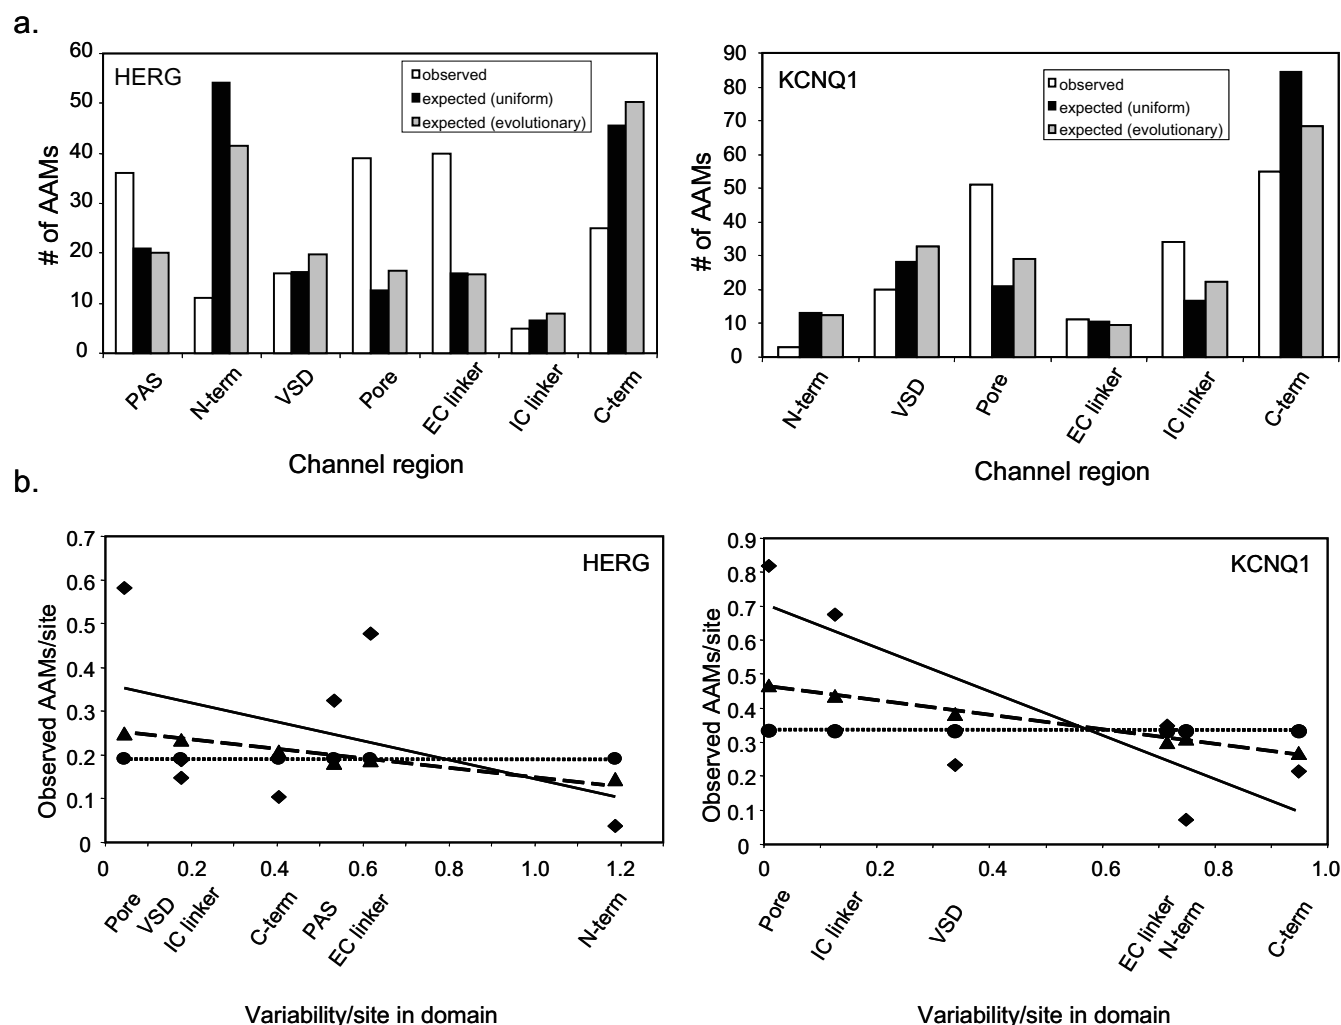 a.
HERG
observed
expected (uniform)
expected (evolutionary)
# of AAMs
60
50
40
30
20
10
0
PAS
N-term
VSD
Pore
EC linker
IC linker
C-term
Channel region
KCNQ1
observed
expected (uniform)
expected (evolutionary)
# of AAMs
90
80
70
60
50
40
30
20
10
0
N-term
VSD
Pore
EC linker
IC linker
C-term
Channel region
b.
HERG
Observed AAMs/site
0.7
0.6
0.5
0.4
0.3
0.2
0.1
0
0 0.2 0.4 0.6 0.8 1.0 1.2
Pore
VSD
IC linker
C-term
PAS
EC linker
N-term
Variability/site in domain
KCNQ1
Observed AAMs/site
0.9
0.8
0.7
0.6
0.5
0.4
0.3
0.2
0.1
0
0 0.2 0.4 0.6 0.8 1.0
Pore
IC linker
VSD
EC linker
N-term
C-term
Variability/site in domain